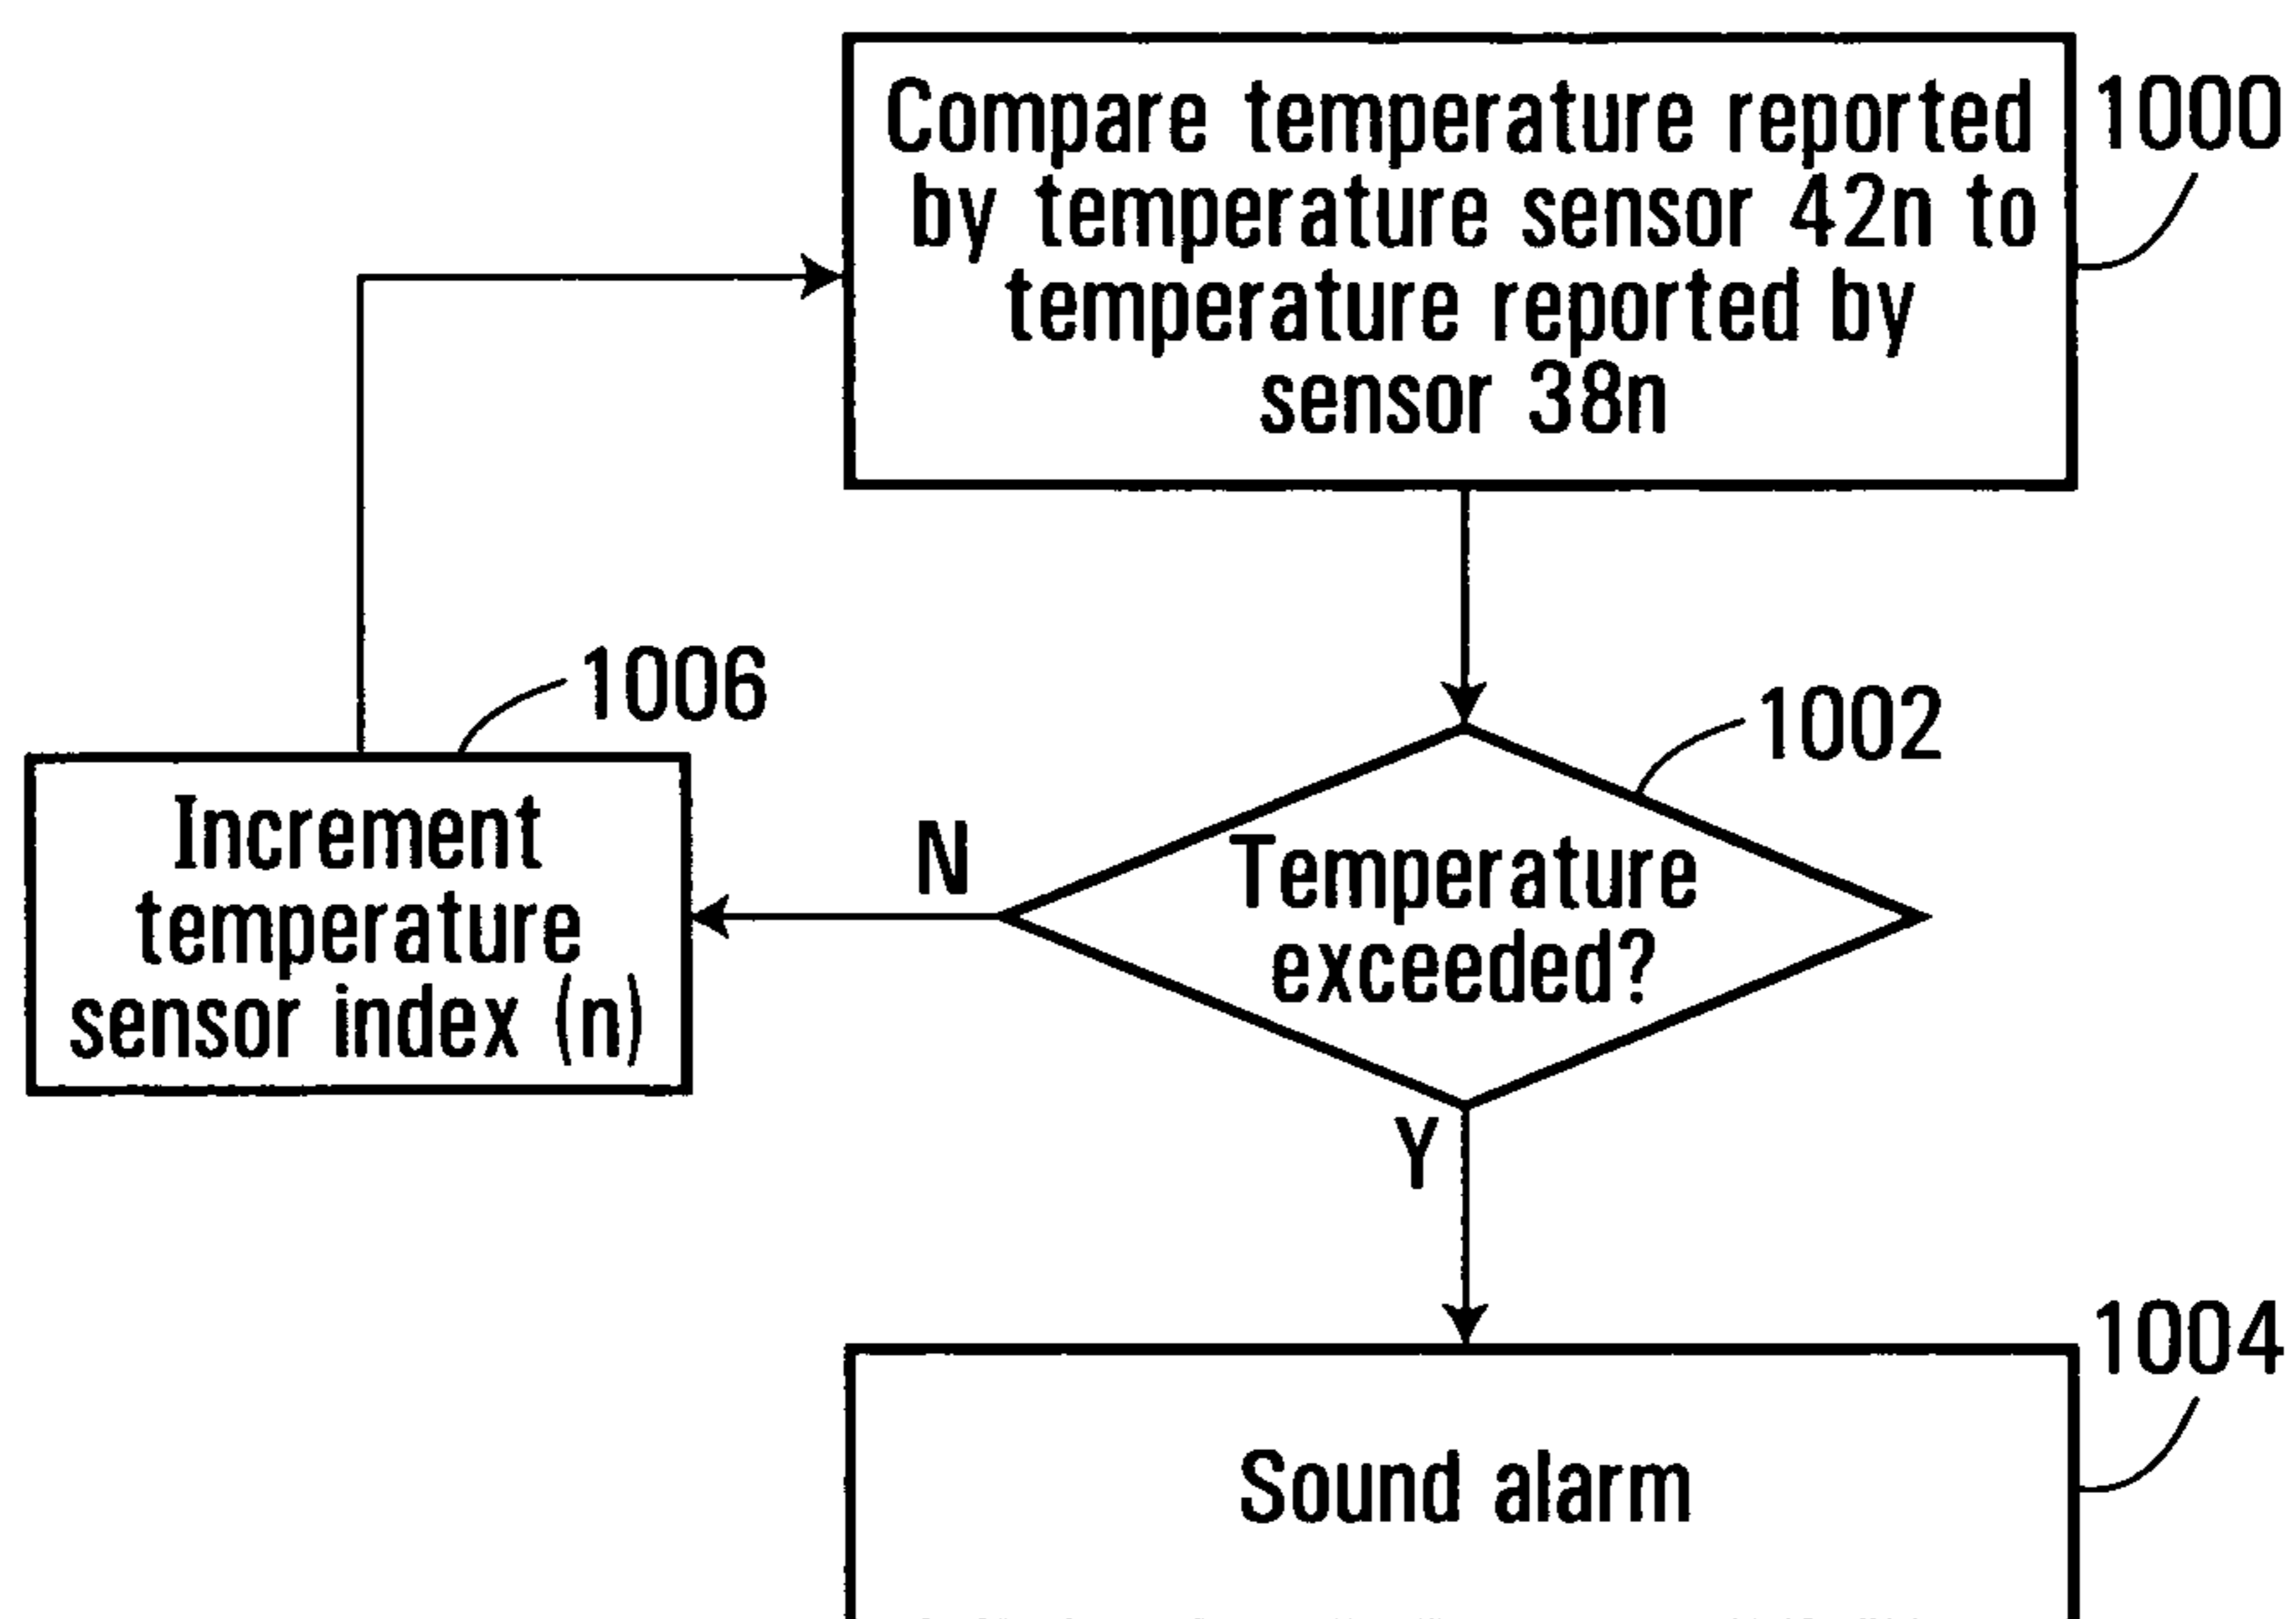 Compare temperature reported
by temperature sensor 42n to
temperature reported by
sensor 38n
1000
1006
1002
Increment
temperature
sensor index (n)
N
Temperature
exceeded?
Y
1004
Sound alarm